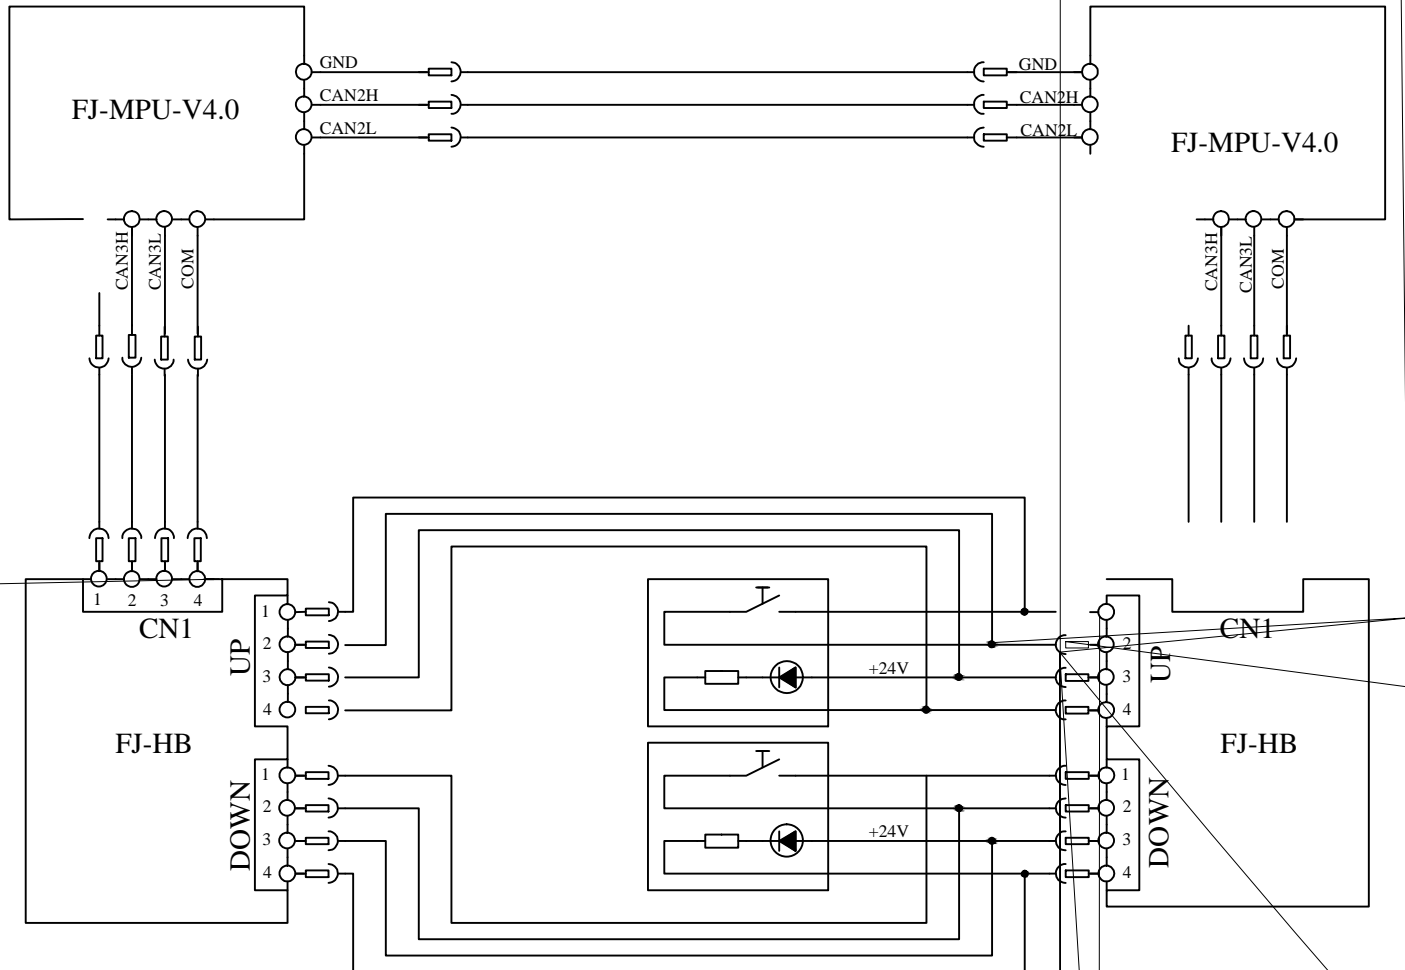 GND
GND
FJ-MPU-V4.0
CAN2H
CAN2H
CAN2L
CAN2L
FJ-MPU-V4.0
CAN3H
CAN3L
COM
CAN3H
CAN3L
COM
1 2 3 4
CN1
CN1
1
2
3
4
UP
+24V
2
3
4
UP
FJ-HB
FJ-HB
1
2
3
4
DOWN
+24V
1
2
3
4
DOWN